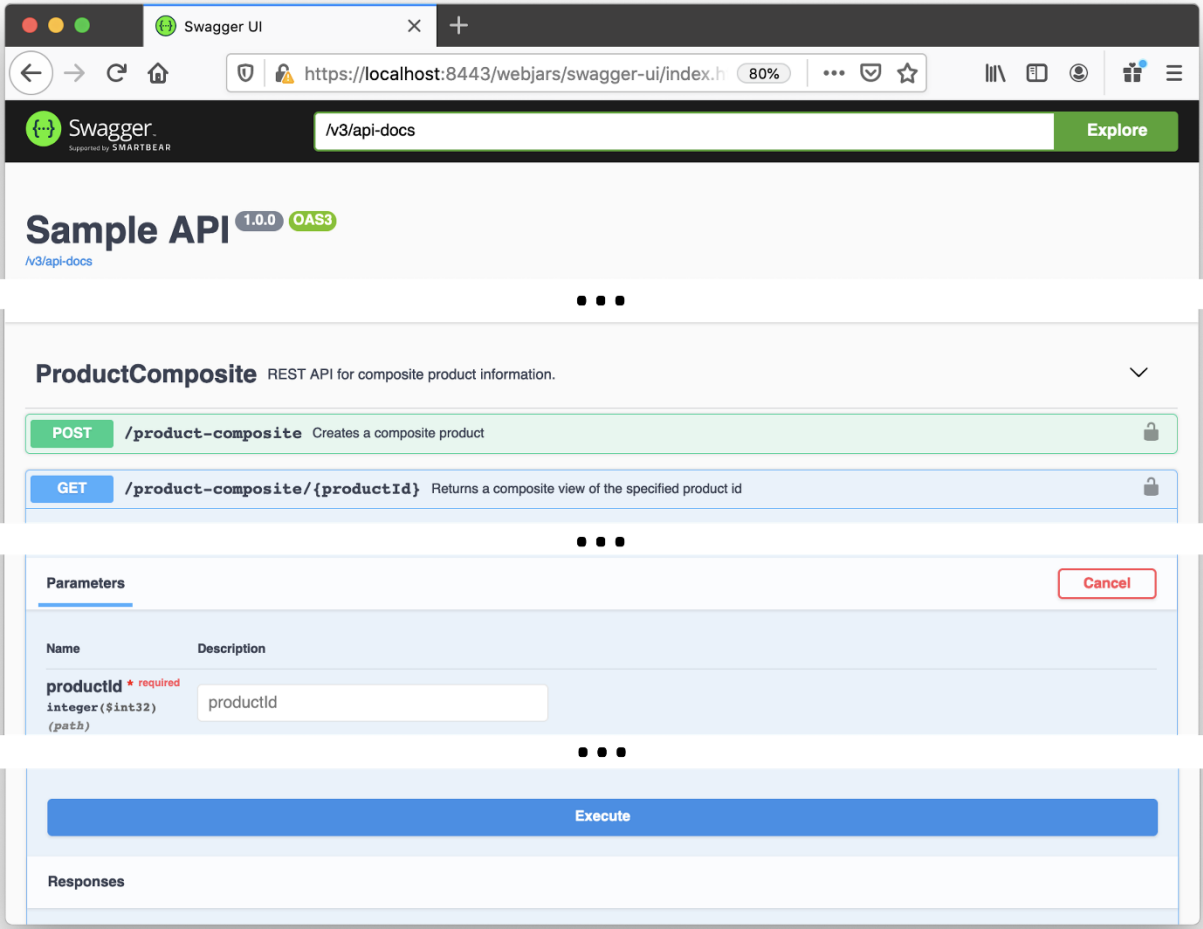 Swagger UI
https://localhost:8443/webjars/swagger-ui/index.h 80%
Swagger.
Supported by SMARTBEAR
/v3/api-docs Explore
Sample API 1.0.0 OAS3
/v3/api-docs
...
ProductComposite REST API for composite product information.
POST /product-composite Creates a composite product
GET /product-composite/{productId} Returns a composite view of the specified product id
...
Parameters Cancel
Name Description
productId * required
integer($int32) productId
(path)
...
Execute
Responses